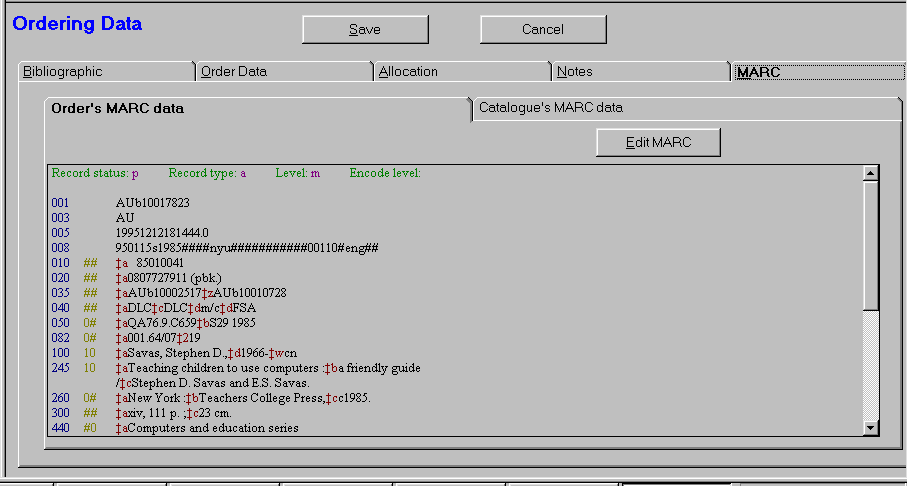 Ordering Data
Save
Cancel
Bibliographic
Order Data
Allocation
Notes
MARC
Order's MARC data
Catalogue's MARC data
Edit MARC
Record status: p Record type: a Level: m Encode level:
001 AUb10017823
003 AU
005 19951212181444.0
008 950115s1985####nyu###########00110#eng##
010 ## ‡a 85010041
020 ## ‡a0807727911 (pbk.)
035 ## ‡aAUb10002517‡zAUb10010728
040 ## ‡aDLC‡cDLC‡dm/c‡dFSA
050 0# ‡aQA76.9.C659‡bS29 1985
082 0# ‡a001.64/07‡219
100 10 ‡aSavas, Stephen D.,‡d1966-‡wcn
245 10 ‡aTeaching children to use computers :‡ba friendly guide
/‡cStephen D. Savas and E.S. Savas.
260 0# ‡aNew York :‡bTeachers College Press,‡cc1985.
300 ## ‡axiv, 111 p. ;‡c23 cm.
440 #0 ‡aComputers and education series